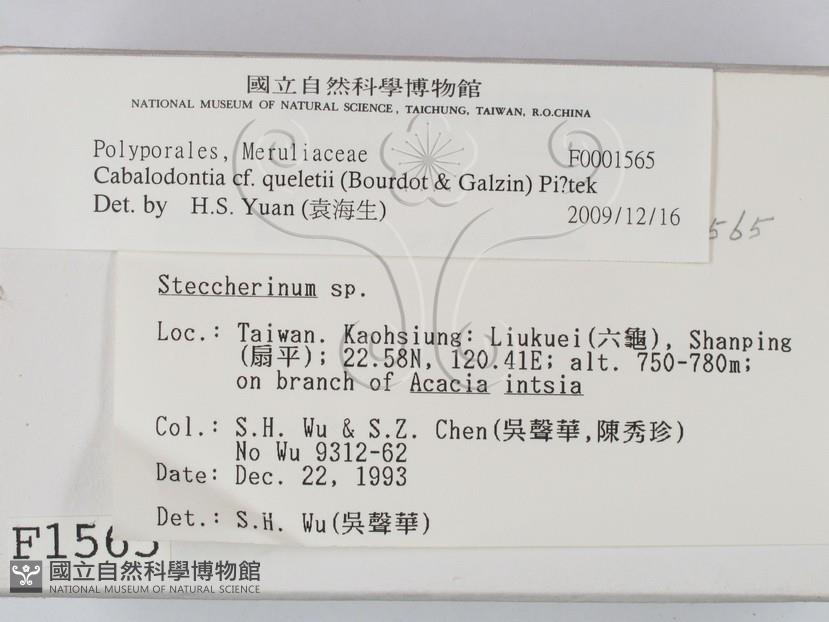 國立自然科學博物館
NATIONAL MUSEUM OF NATURAL SCIENCE, TAICHUNG, TAIWAN, R.O.CHINA
Polyporales, Meruliaceae F0001565
Cabalodontia cf. queletii (Bourdot & Galzin) Pi?tek
Det. by H.S. Yuan (袁海生) 2009/12/16
565
Steccherinum sp.
Loc.: Taiwan. Kaohsiung: Liukuei(六龜), Shanping
(扇平); 22.58N, 120.41E; alt. 750-780m;
on branch of Acacia intsia
Col.: S.H. Wu & S.Z. Chen(吳聲華,陳秀珍)
No Wu 9312-62
Date: Dec. 22, 1993
Det.: S.H. Wu(吳聲華)
F1565
國立自然科學博物館
NATIONAL MUSEUM OF NATURAL SCIENCE